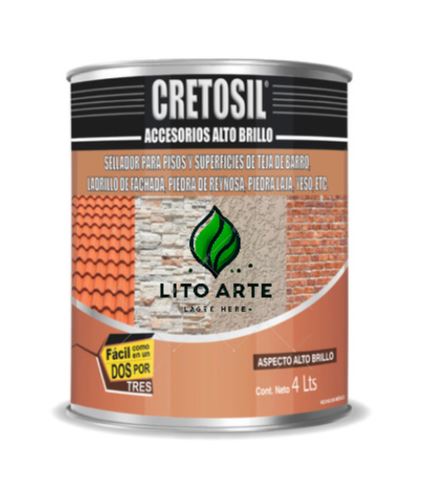 CRETOSIL®
ACCESORIOS ALTO BRILLO
SELLADOR PARA PISOS Y SUPERFICIES DE TEJA DE BARRO,
LADRILLO DE FACHADA, PIEDRA DE REYNOSA, PIEDRA LAJA, YESO, ETC.
LITO ARTE
LAGTE HERE
Fácil como
en un
DOS POR
TRES
ASPECTO ALTO BRILLO
Cont. Neto 4 Lts